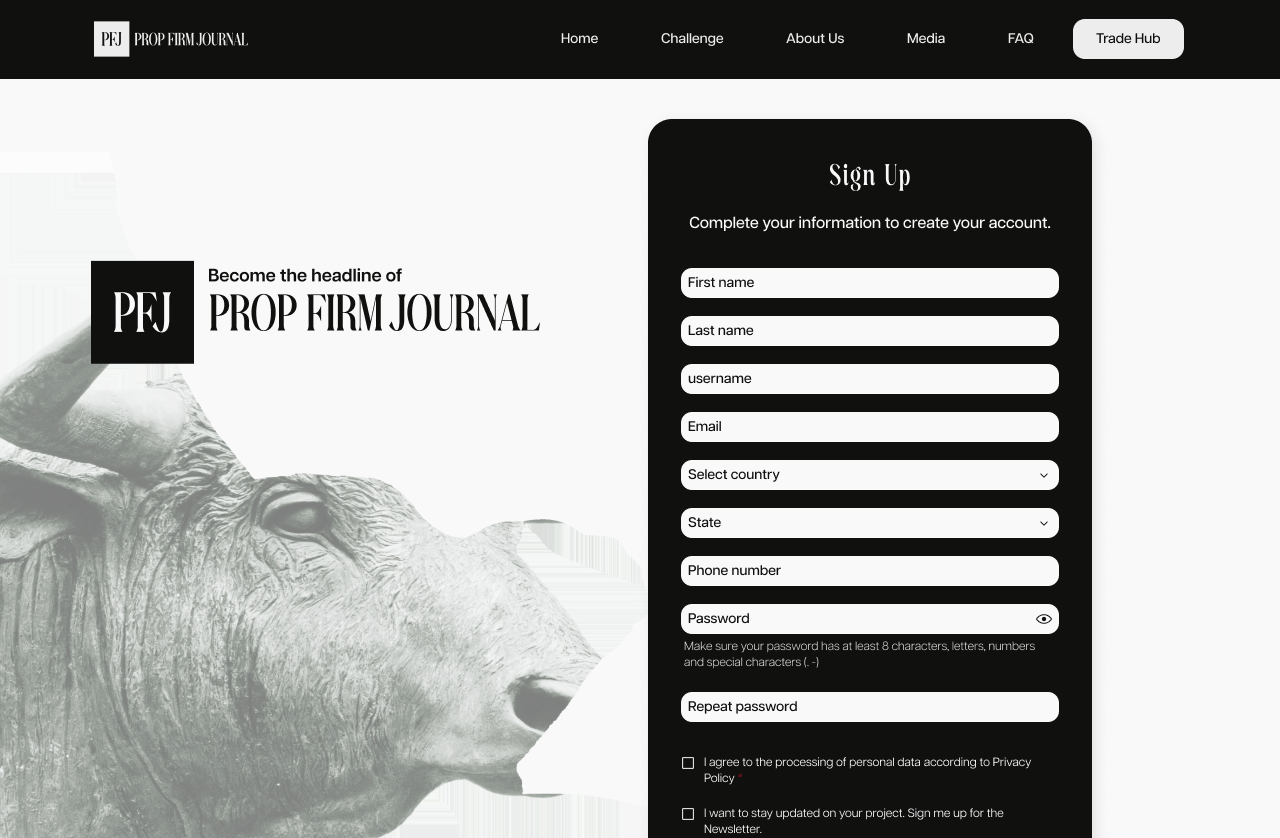 PFJ PROP FIRM JOURNAL
Home Challenge About Us Media FAQ Trade Hub
PFJ
Become the headline of
PROP FIRM JOURNAL
Sign Up
Complete your information to create your account.
First name
Last name
username
Email
Select country
State
Phone number
Password
Make sure your password has at least 8 characters, letters, numbers
and special characters (. -)
Repeat password
I agree to the processing of personal data according to Privacy
Policy *
I want to stay updated on your project. Sign me up for the
Newsletter.